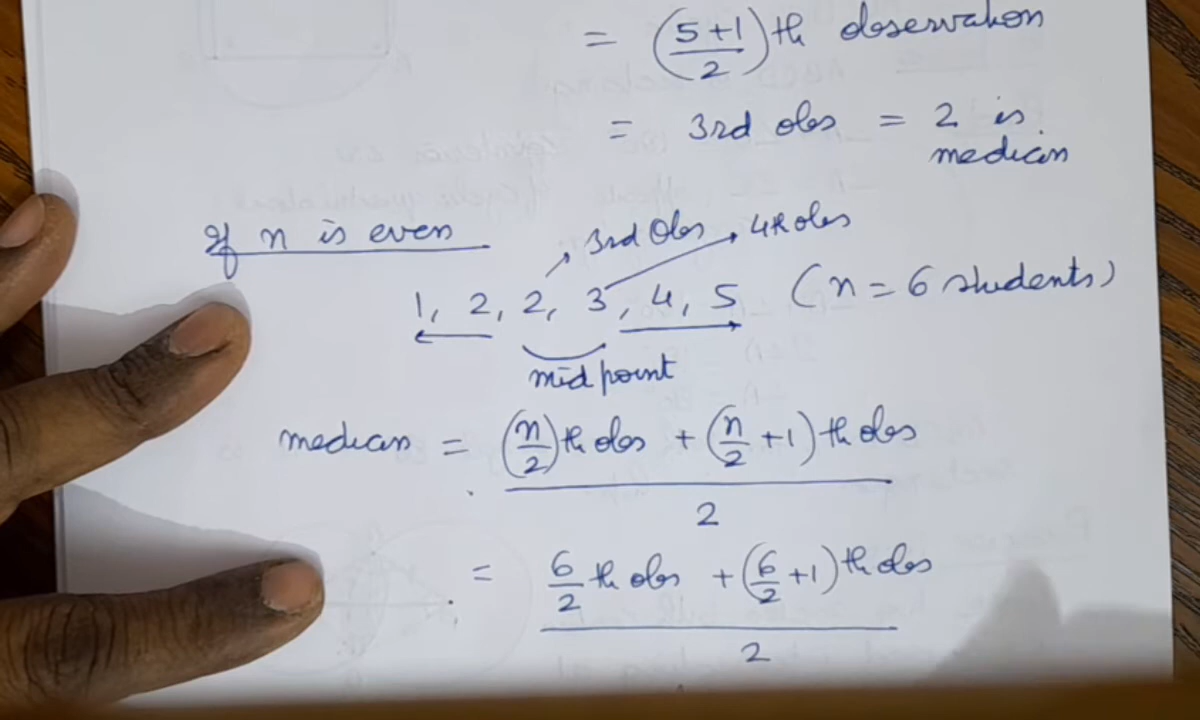 = (5+1/2)th observation
= 3rd obs = 2 is
median
If n is even
3rd Obs 4th obs
1, 2, 2, 3, 4, 5 (n = 6 students)
mid point
median = (n/2)th obs + (n/2 +1)th obs
2
= 6/2 th obs + (6/2 +1)th obs
2